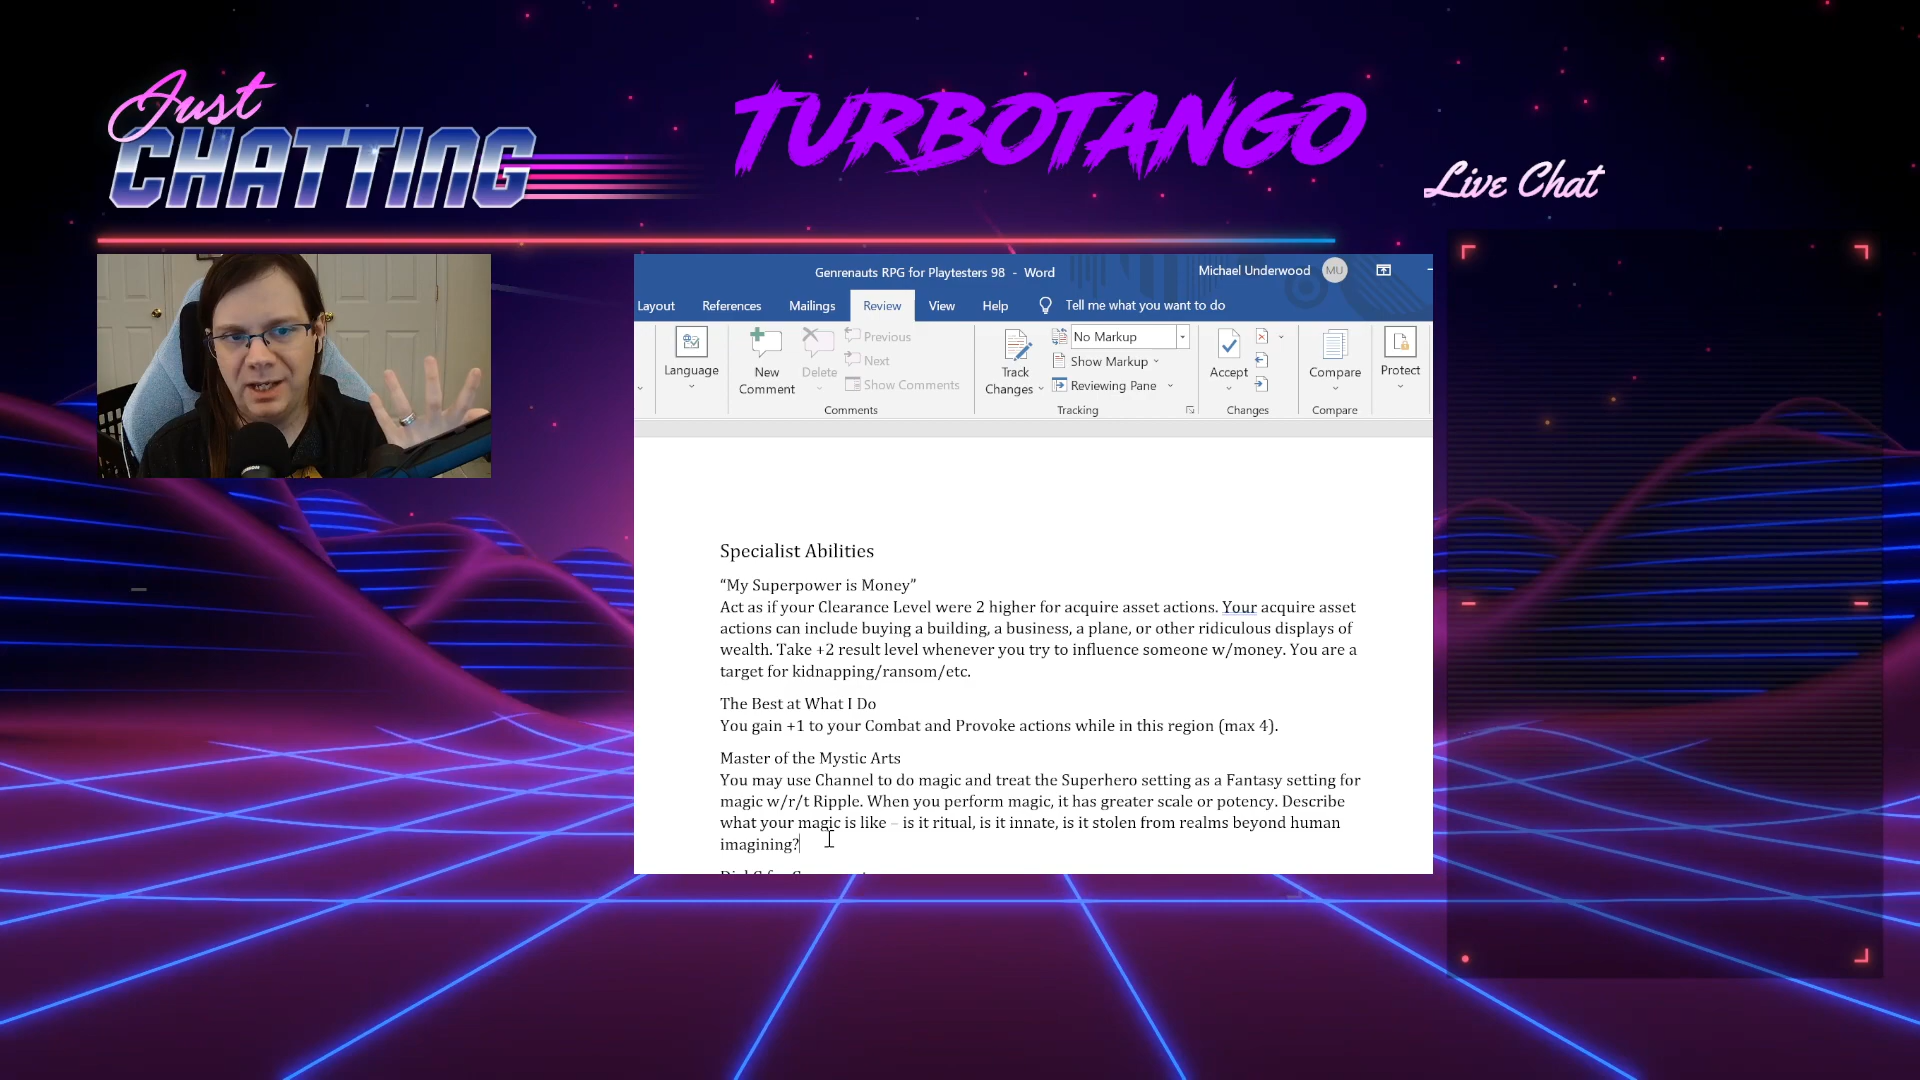 Just
CHATTING
TURBOTANGO
Live Chat
Genrenauts RPG for Playtesters 98 - Word
Michael Underwood
MU
Layout References Mailings Review View Help Tell me what you want to do
Language
New
Comment
Delete
Previous
Next
Show Comments
Comments
Track
Changes
No Markup
Show Markup
Reviewing Pane
Tracking
Accept
Changes
Compare
Compare
Protect
Specialist Abilities
“My Superpower is Money”
Act as if your Clearance Level were 2 higher for acquire asset actions. Your acquire asset
actions can include buying a building, a business, a plane, or other ridiculous displays of
wealth. Take +2 result level whenever you try to influence someone w/money. You are a
target for kidnapping/ransom/etc.
The Best at What I Do
You gain +1 to your Combat and Provoke actions while in this region (max 4).
Master of the Mystic Arts
You may use Channel to do magic and treat the Superhero setting as a Fantasy setting for
magic w/r/t Ripple. When you perform magic, it has greater scale or potency. Describe
what your magic is like – is it ritual, is it innate, is it stolen from realms beyond human
imagining?